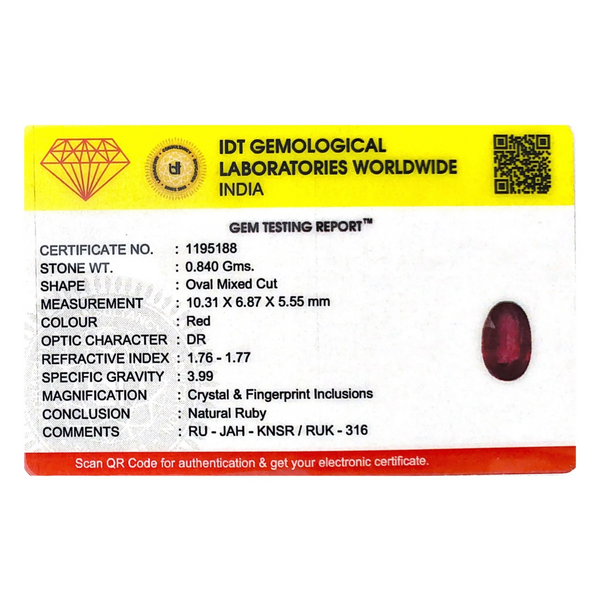 IDT GEMOLOGICAL
LABORATORIES WORLDWIDE
INDIA
GEM TESTING REPORT™
CERTIFICATE NO. : 1195188
STONE WT. : 0.840 Gms.
SHAPE : Oval Mixed Cut
MEASUREMENT : 10.31 X 6.87 X 5.55 mm
COLOUR : Red
OPTIC CHARACTER : DR
REFRACTIVE INDEX : 1.76 - 1.77
SPECIFIC GRAVITY : 3.99
MAGNIFICATION : Crystal & Fingerprint Inclusions
CONCLUSION : Natural Ruby
COMMENTS : RU - JAH - KNSR / RUK - 316
Scan QR Code for authentication & get your electronic certificate.